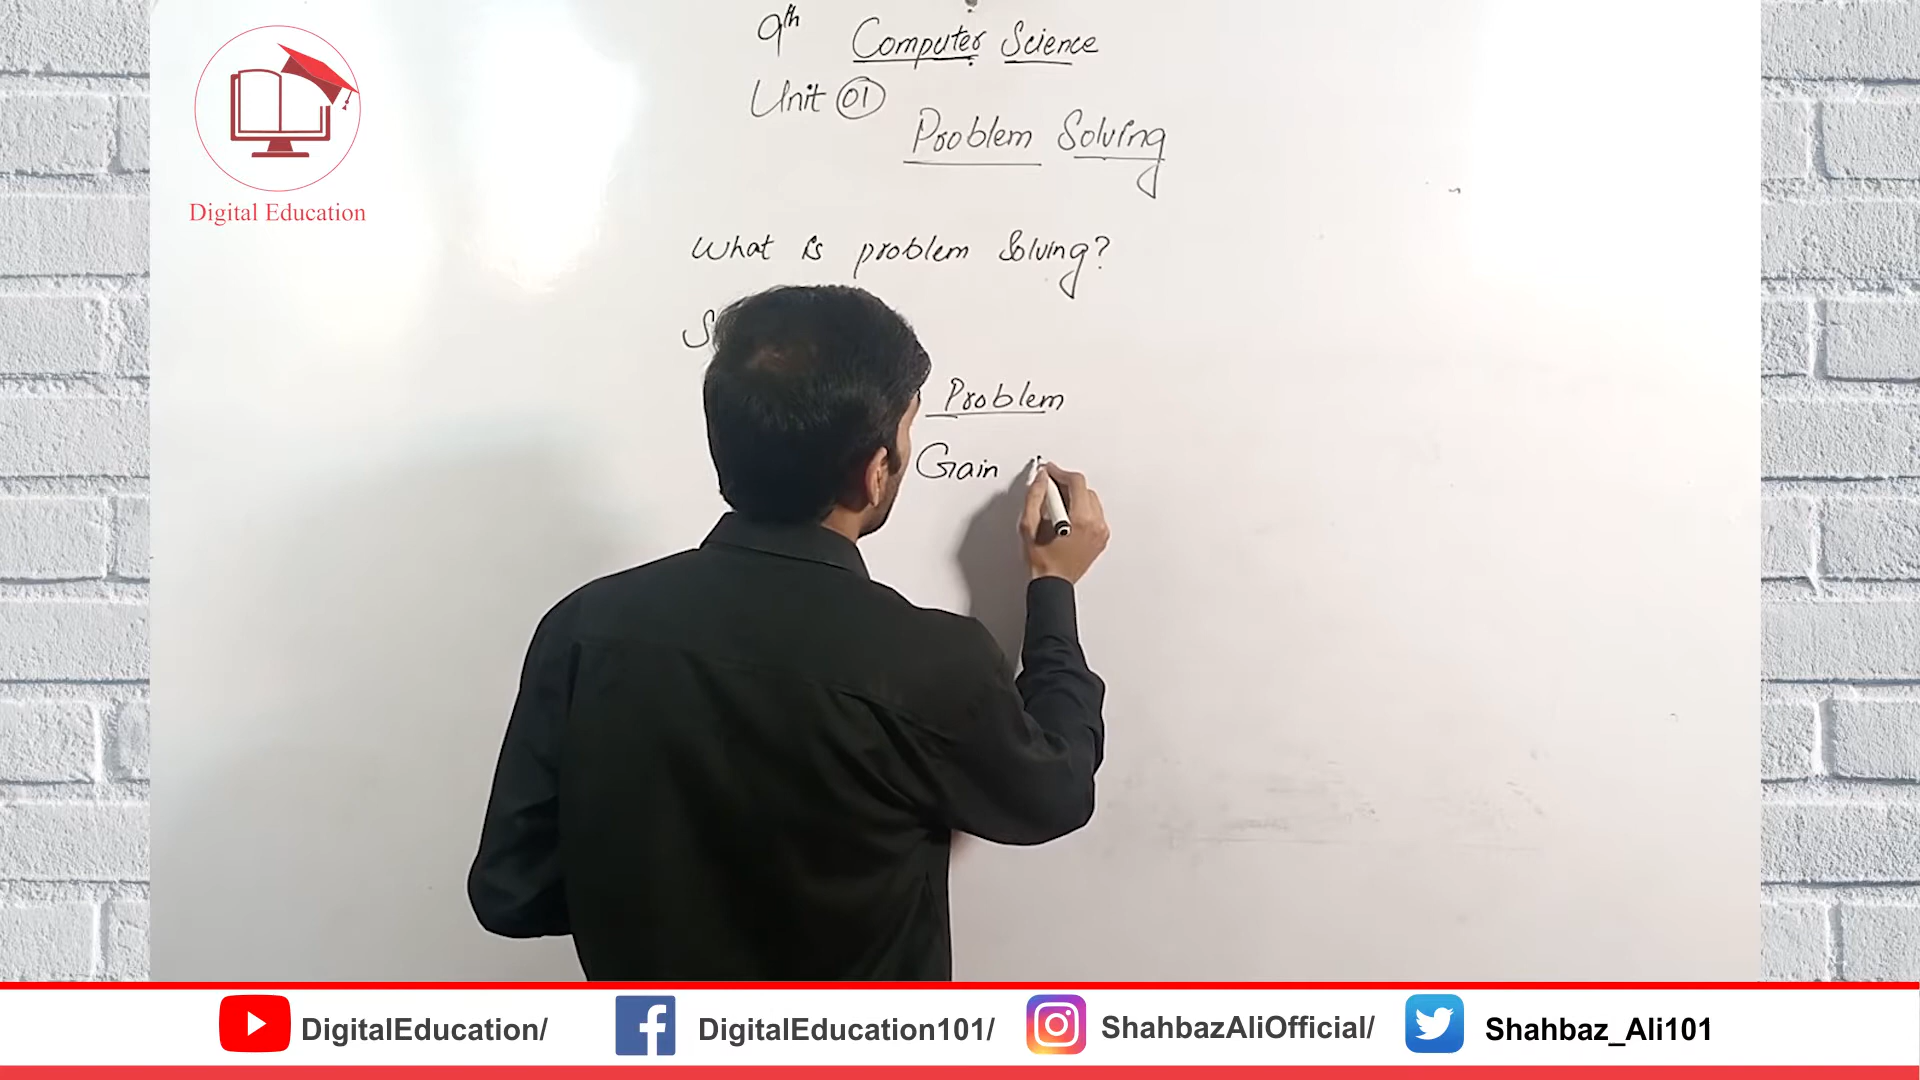 Digital Education
9th Computer Science
Unit 01
Problem Solving
What is problem Solving?
Problem
Gain
DigitalEducation/
DigitalEducation101/
ShahbazAliOfficial/
Shahbaz_Ali101